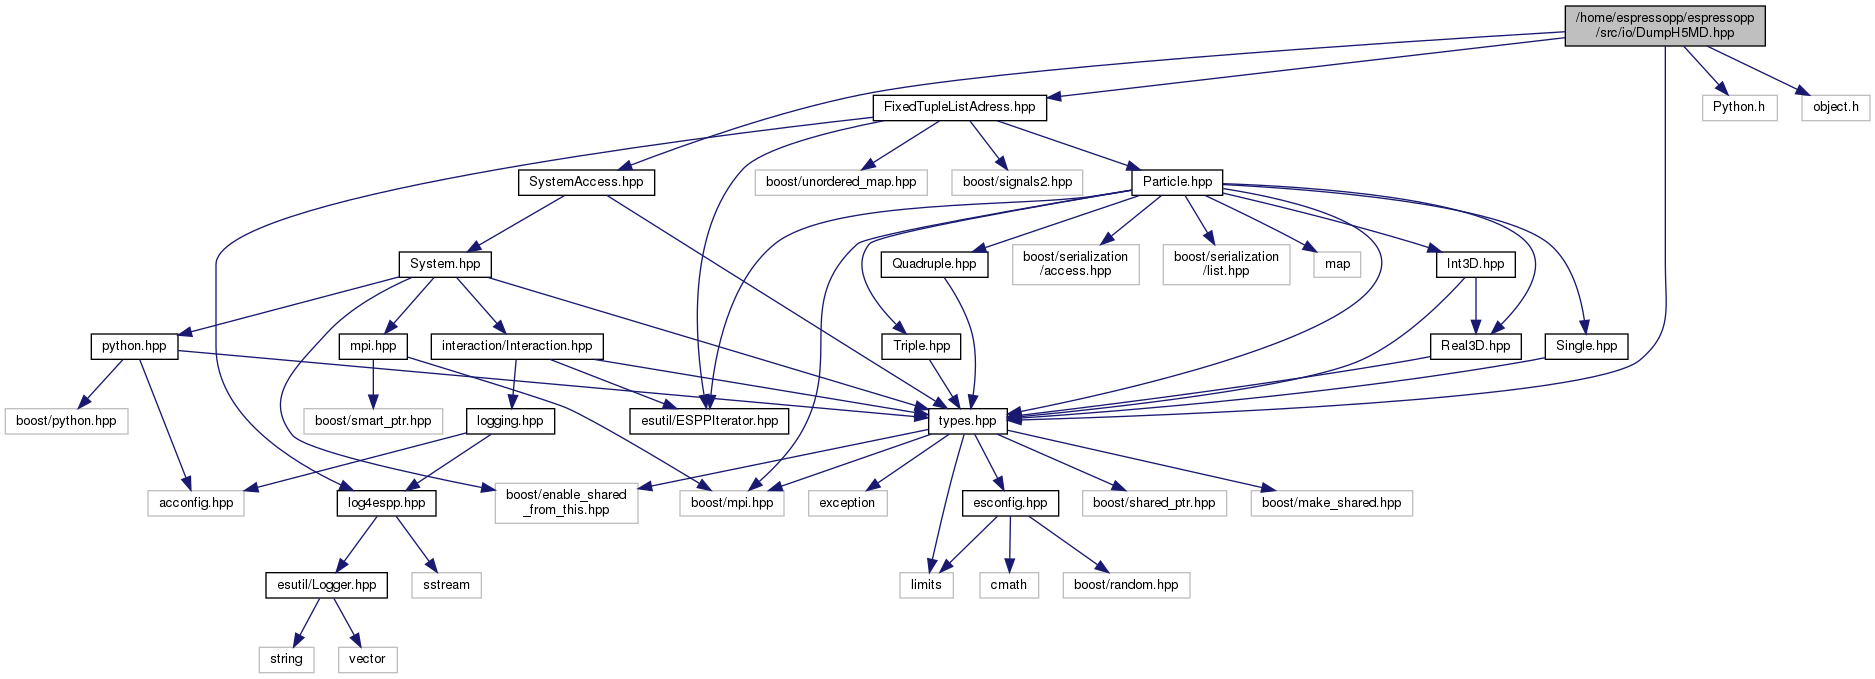 /home/espressopp/espressopp
/src/io/DumpH5MD.hpp
FixedTupleListAdress.hpp
Python.h
object.h
SystemAccess.hpp
boost/unordered_map.hpp
boost/signals2.hpp
Particle.hpp
System.hpp
Quadruple.hpp
boost/serialization
/access.hpp
boost/serialization
/list.hpp
map
Int3D.hpp
python.hpp
mpi.hpp
interaction/Interaction.hpp
Triple.hpp
Real3D.hpp
Single.hpp
boost/python.hpp
boost/smart_ptr.hpp
logging.hpp
esutil/ESPPIterator.hpp
types.hpp
acconfig.hpp
log4espp.hpp
boost/enable_shared
_from_this.hpp
boost/mpi.hpp
exception
esconfig.hpp
boost/shared_ptr.hpp
boost/make_shared.hpp
esutil/Logger.hpp
sstream
limits
cmath
boost/random.hpp
string
vector